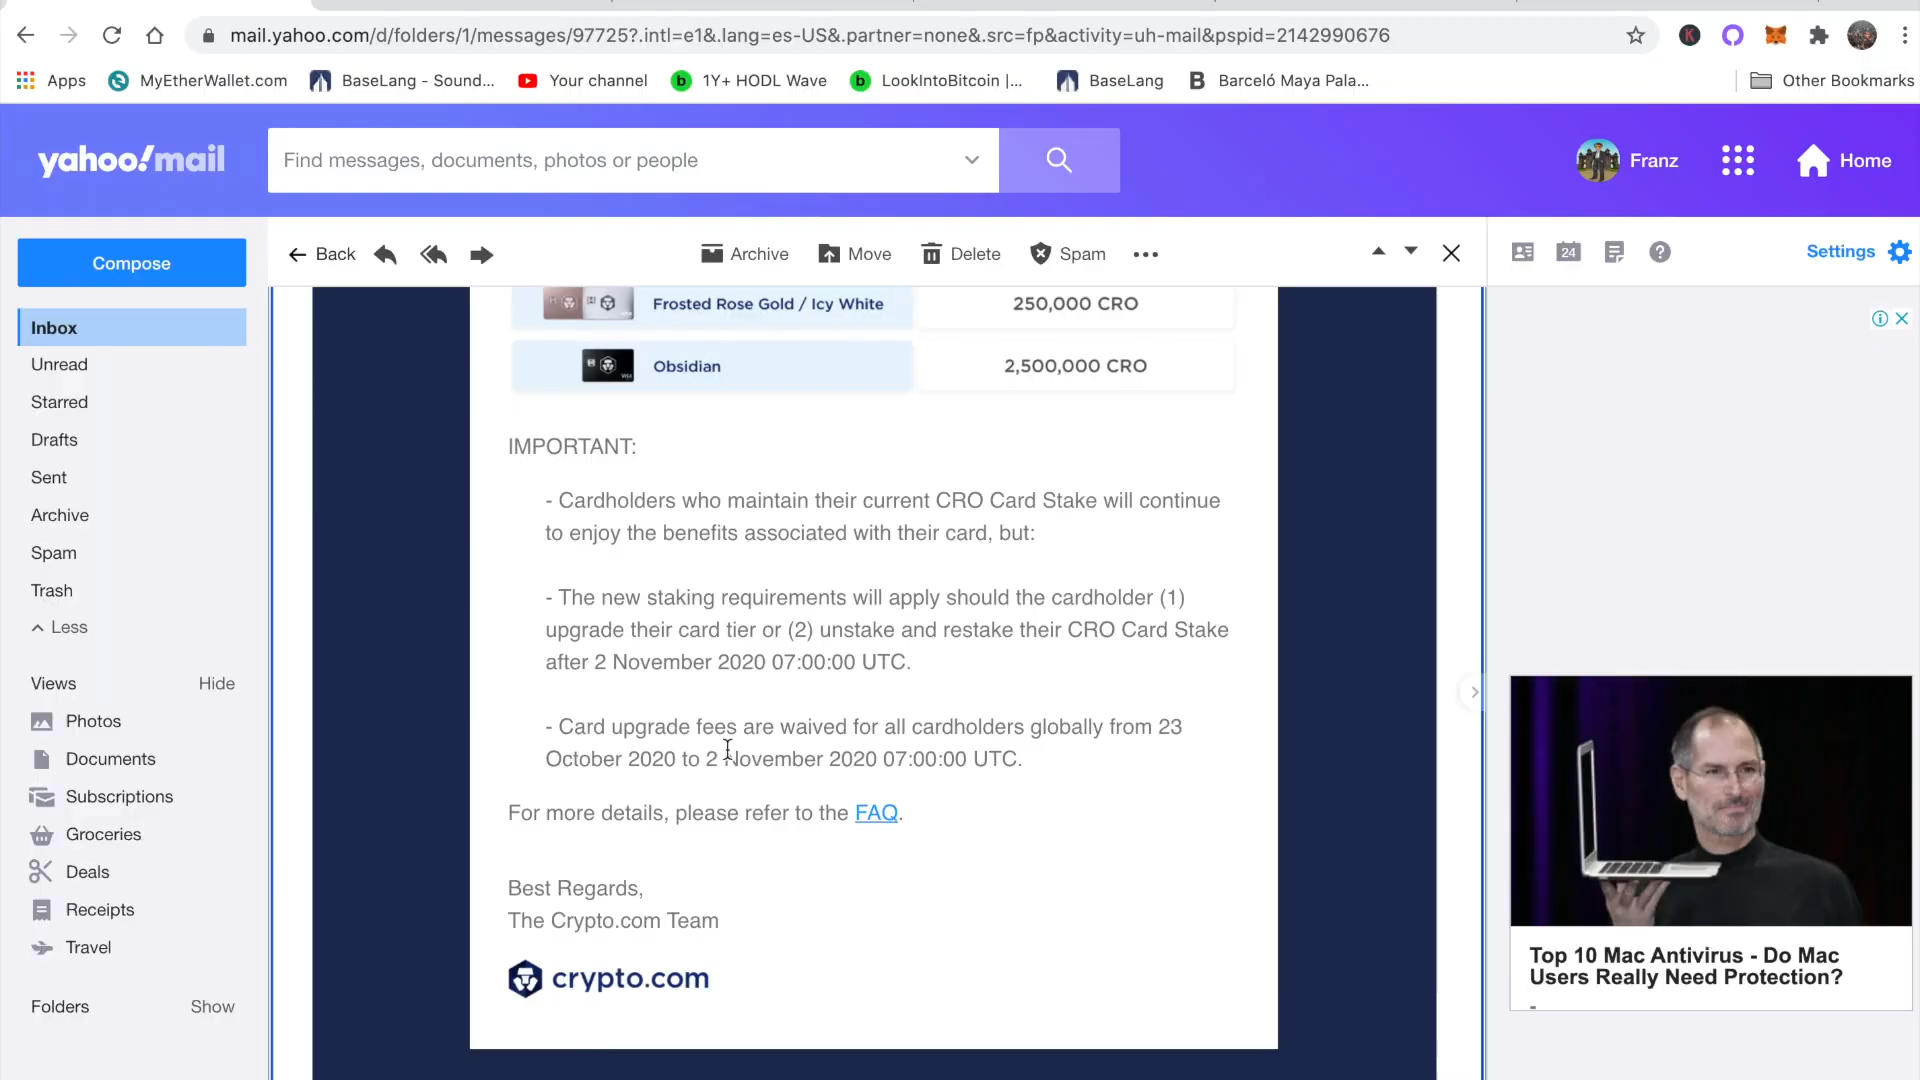 mail.yahoo.com/d/folders/1/messages/97725?.intl=e1&.lang=es-US&.partner=none&.src=fp&activity=uh-mail&pspid=2142990676
Apps MyEtherWallet.com BaseLang - Sound... Your channel 1Y+ HODL Wave LookIntoBitcoin |... BaseLang Barceló Maya Pala... Other Bookmarks
yahoo!mail Find messages, documents, photos or people Franz Home
Compose Back Archive Move Delete Spam 24 Settings
Inbox
Unread
Starred
Drafts
Sent
Archive
Spam
Trash
Less
Views Hide
Photos
Documents
Subscriptions
Groceries
Deals
Receipts
Travel
Folders Show
Frosted Rose Gold / Icy White 250,000 CRO
Obsidian 2,500,000 CRO
IMPORTANT:
- Cardholders who maintain their current CRO Card Stake will continue
to enjoy the benefits associated with their card, but:
- The new staking requirements will apply should the cardholder (1)
upgrade their card tier or (2) unstake and restake their CRO Card Stake
after 2 November 2020 07:00:00 UTC.
- Card upgrade fees are waived for all cardholders globally from 23
October 2020 to 2 November 2020 07:00:00 UTC.
For more details, please refer to the FAQ.
Best Regards,
The Crypto.com Team
crypto.com
Top 10 Mac Antivirus - Do Mac
Users Really Need Protection?